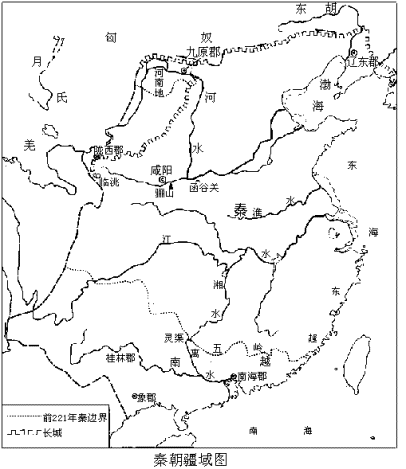 东 胡
匈 奴
月氏
九原郡
辽东郡
河南地
渤海
河水
羌
陇西郡
咸阳
临洮
骊山
函谷关
东海
秦
淮水
江水
湘水
东海
灵渠
离水
五岭
南越
越
桂林郡
南海郡
象郡
南 海
前221年秦边界
长城
秦朝疆域图